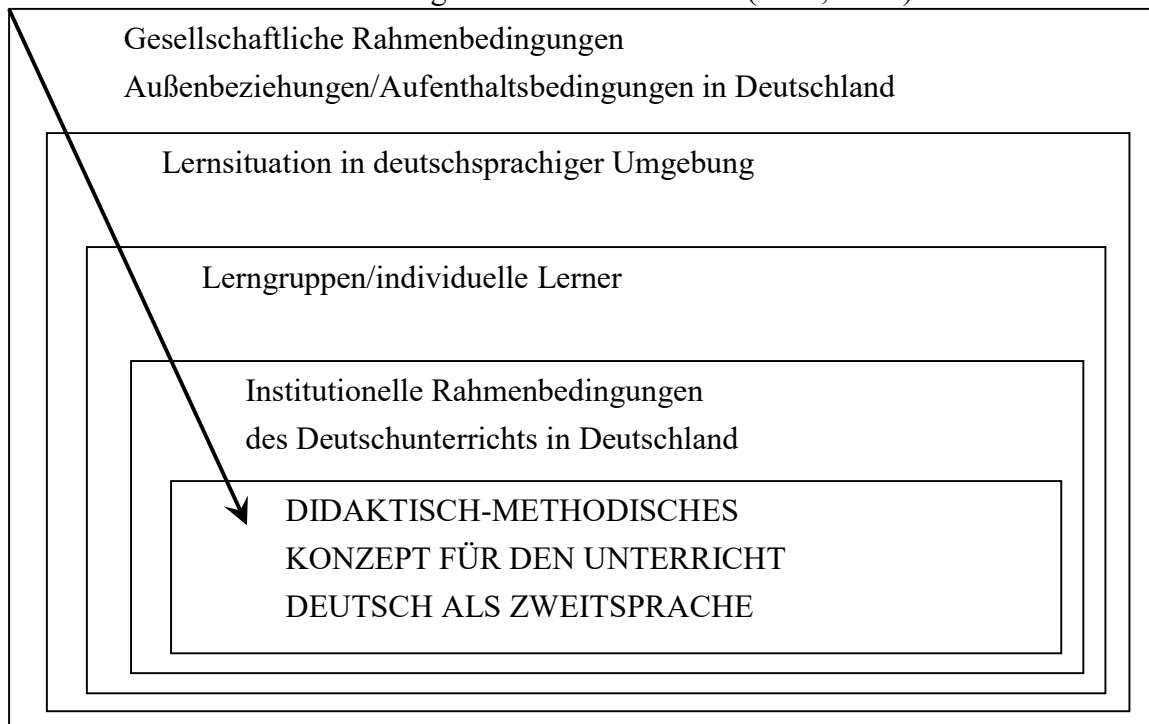 Gesellschaftliche Rahmenbedingungen
Außenbeziehungen/Aufenthaltsbedingungen in Deutschland
Lernsituation in deutschsprachiger Umgebung
Lerngruppen/individuelle Lerner
Institutionelle Rahmenbedingungen
des Deutschunterrichts in Deutschland
DIDAKTISCH-METHODISCHES
KONZEPT FÜR DEN UNTERRICHT
DEUTSCH ALS ZWEITSPRACHE